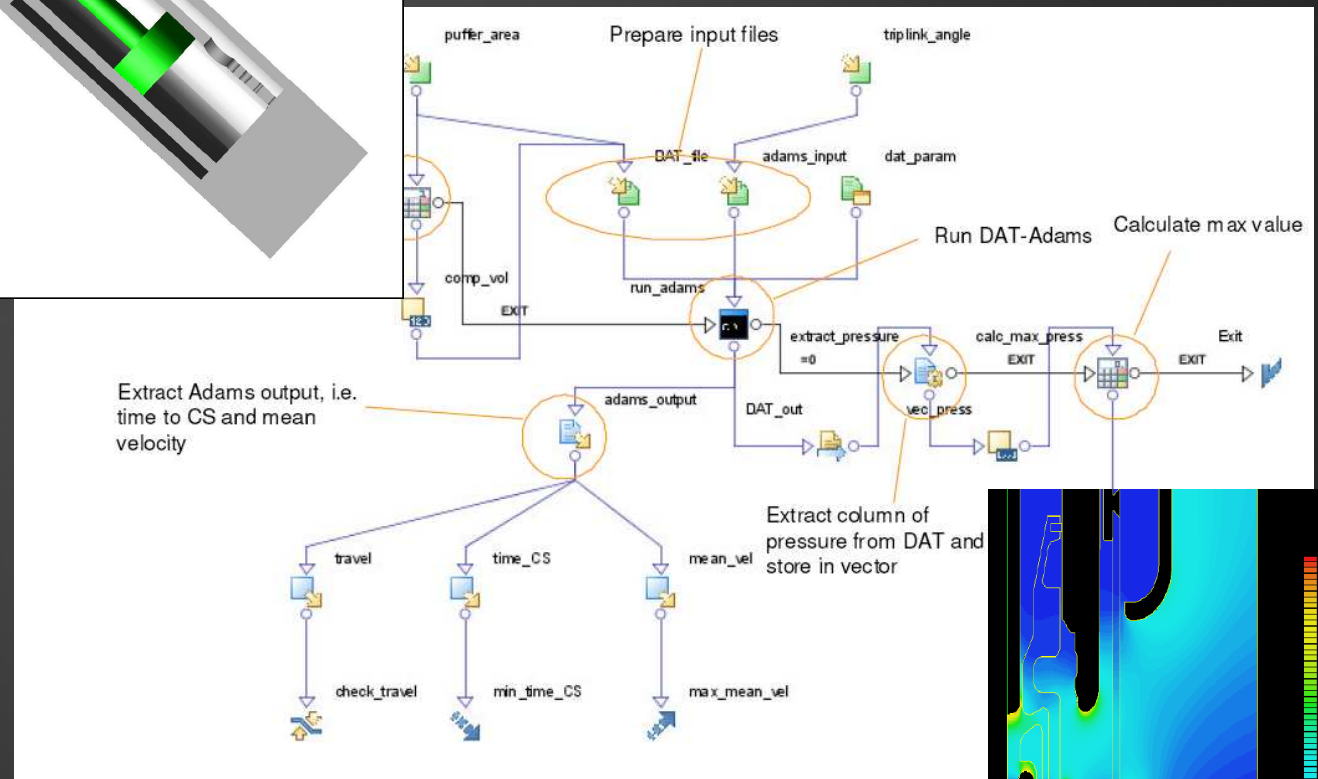 puffer_area
Prepare input files
triplink_angle
DAT_file
adams_input
dat_param
Calculate max value
Run DAT-Adams
comp_vol
run_adams
EXIT
extract_pressure
calc_max_press
Exit
=0
EXIT
EXIT
Extract Adams output, i.e.
time to CS and mean
velocity
adams_output
DAT_out
vec_press
Extract column of
pressure from DAT and
store in vector
travel
time_CS
mean_vel
check_travel
min_time_CS
max_mean_vel